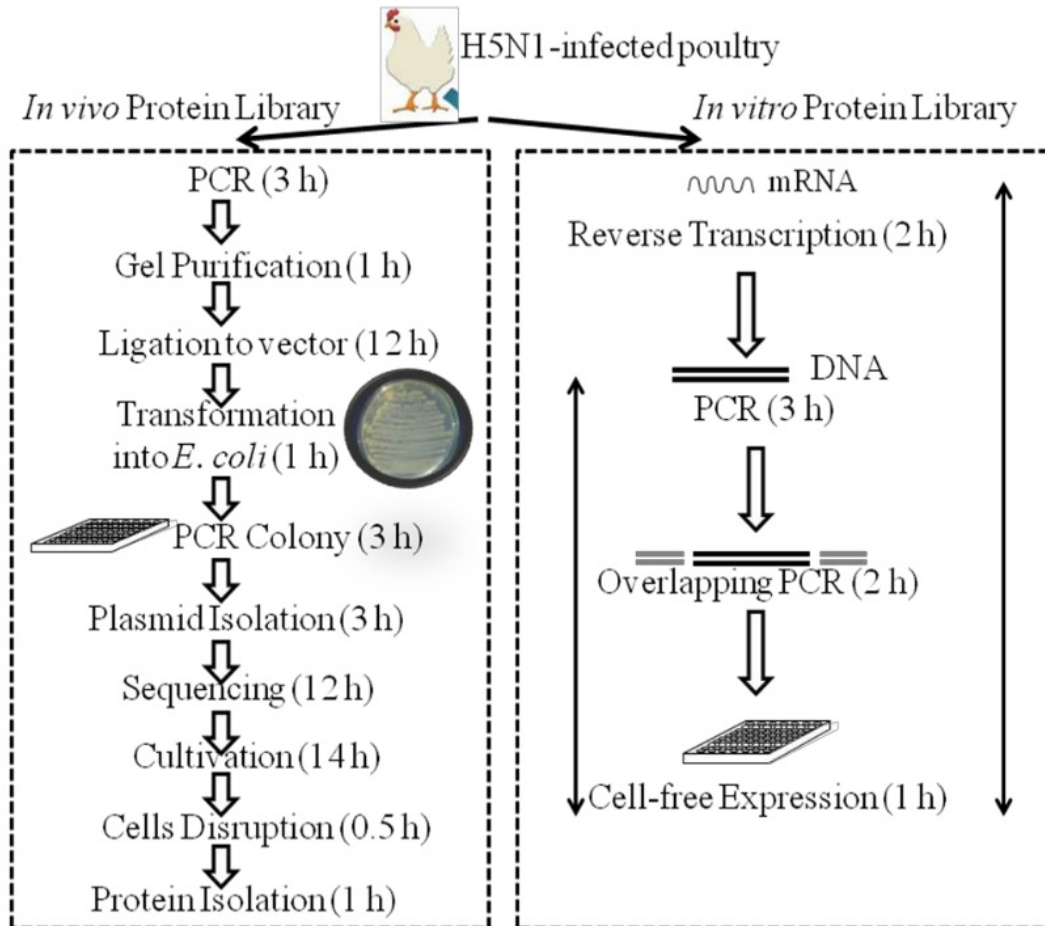 H5N1-infected poultry
In vivo Protein Library
In vitro Protein Library
PCR (3 h)
Gel Purification (1 h)
Ligation to vector (12 h)
Transformation
into E. coli (1 h)
PCR Colony (3 h)
Plasmid Isolation (3 h)
Sequencing (12 h)
Cultivation (14 h)
Cells Disruption (0.5 h)
Protein Isolation (1 h)
mRNA
Reverse Transcription (2 h)
DNA
PCR (3 h)
Overlapping PCR (2 h)
Cell-free Expression (1 h)